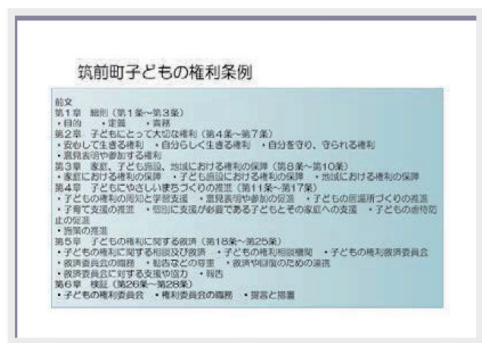 筑前町子どもの権利条例
前文
第1章 総則(第1条~第3条)
・目的 ・定義 ・責務
第2章 子どもにとって大切な権利(第4条~第7条)
・安心して生きる権利 ・自分らしく生きる権利 ・自分を守り、守られる権利
・意見表明や参加する権利
第3章 家庭、子ども施設、地域における権利の保障(第8条~第10条)
・家庭における権利の保障 ・子ども施設における権利の保障 ・地域における権利の保障
第4章 子どもにやさしいまちづくりの推進(第11条~第17条)
・子どもの権利の周知と学習支援 ・意見表明や参加の促進 ・子どもの居場所づくりの推進
・子育て支援の推進 ・個別に支援が必要である子どもとその家庭への支援 ・子どもの虐待防
止の促進
・施策の推進
第5章 子どもの権利に関する救済(第18条~第25条)
・子どもの権利に関する相談及び救済 ・子どもの権利相談機関 ・子どもの権利救済委員会
・救済委員会の職務 ・勧告などの尊重 ・救済や回復のための連携
・救済委員会に対する支援や協力 ・報告
第6章 検証(第26条~第28条)
・子どもの権利委員会 ・権利委員会の職務 ・提言と措置